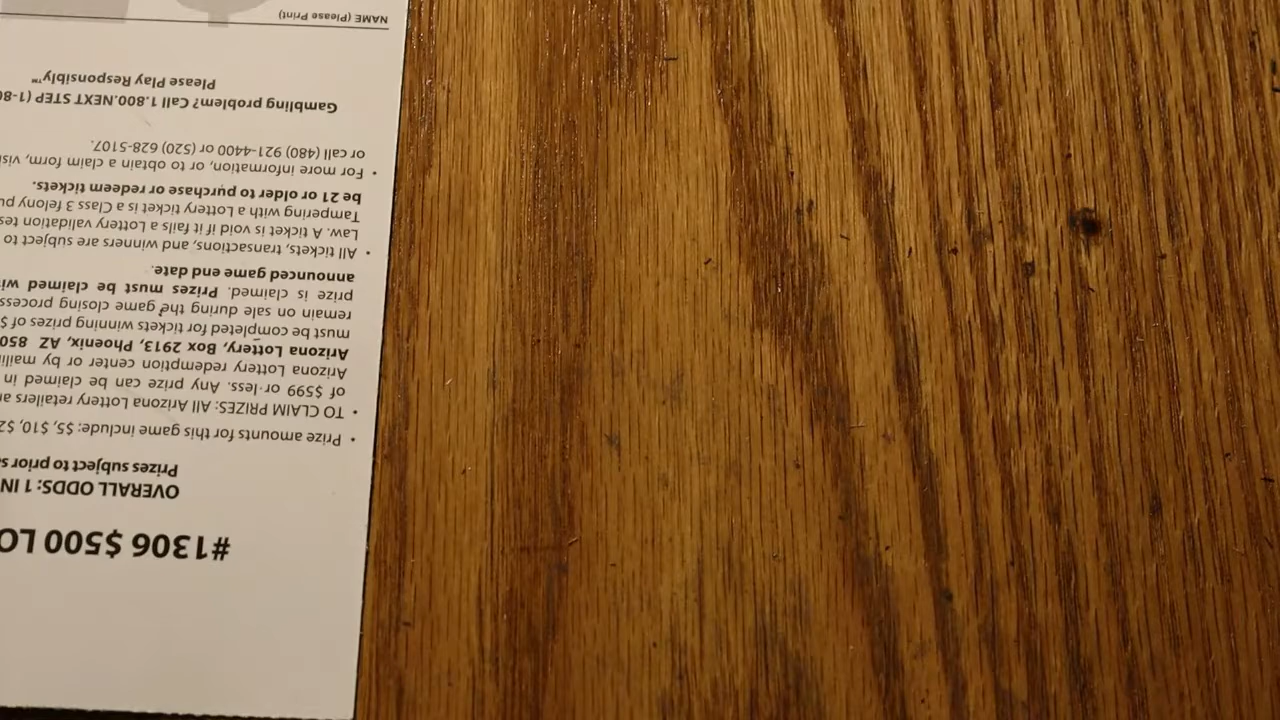 #1306 $500 LO
OVERALL ODDS: 1 IN
Prizes subject to prior s
• Prize amounts for this game include: $5, $10, $2
• TO CLAIM PRIZES: All Arizona Lottery retailers a
of $599 or less. Any prize can be claimed in
Arizona Lottery redemption center or by maili
Arizona Lottery, Box 2913, Phoenix, AZ 850
must be completed for tickets winning prizes of $
remain on sale during the game closing process
prize is claimed. Prizes must be claimed wi
announced game end date.
• All tickets, transactions, and winners are subject to
Law. A ticket is void if it fails a Lottery validation tes
Tampering with a Lottery ticket is a Class 3 felony pu
be 21 or older to purchase or redeem tickets.
• For more information, or to obtain a claim form, visi
or call (480) 921-4400 or (520) 628-5107.
Gambling problem? Call 1.800.NEXT STEP (1-80
Please Play Responsibly™
NAME (Please Print)